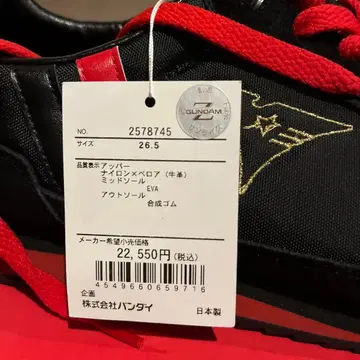 Z
GUNDAM
NO. 2578745
サイズ 26.5
品質表示 アッパー
ナイロン×ベロア(牛革)
ミッドソール
EVA
アウトソール
合成ゴム
メーカー希望小売価格
22,550円(税込)
4549660659716
企画
株式会社バンダイ 日本製